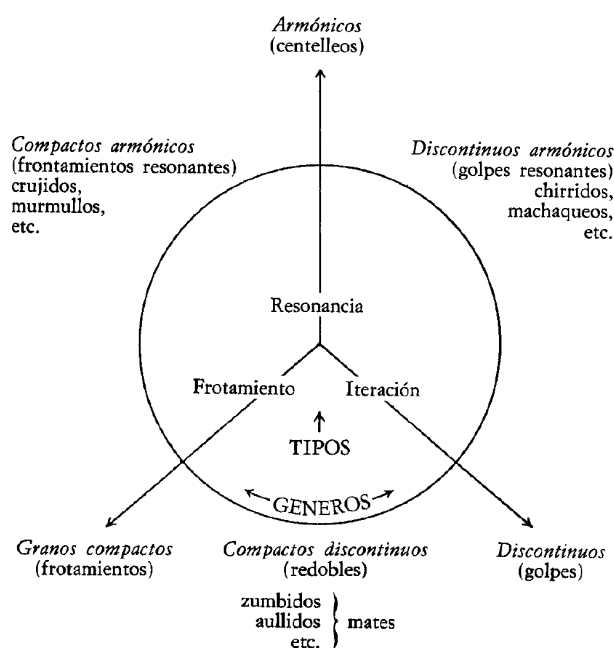 Armónicos
(centelleos)
Compactos armónicos
(frontamientos resonantes)
crujidos,
murmullos,
etc.
Discontinuos armónicos
(golpes resonantes)
chirridos,
machaqueos,
etc.
Resonancia
Frotamiento
Iteración
TIPOS
GENEROS
Granos compactos
(frotamientos)
Compactos discontinuos
(redobles)
Discontinuos
(golpes)
zumbidos
aullidos
etc.
mates